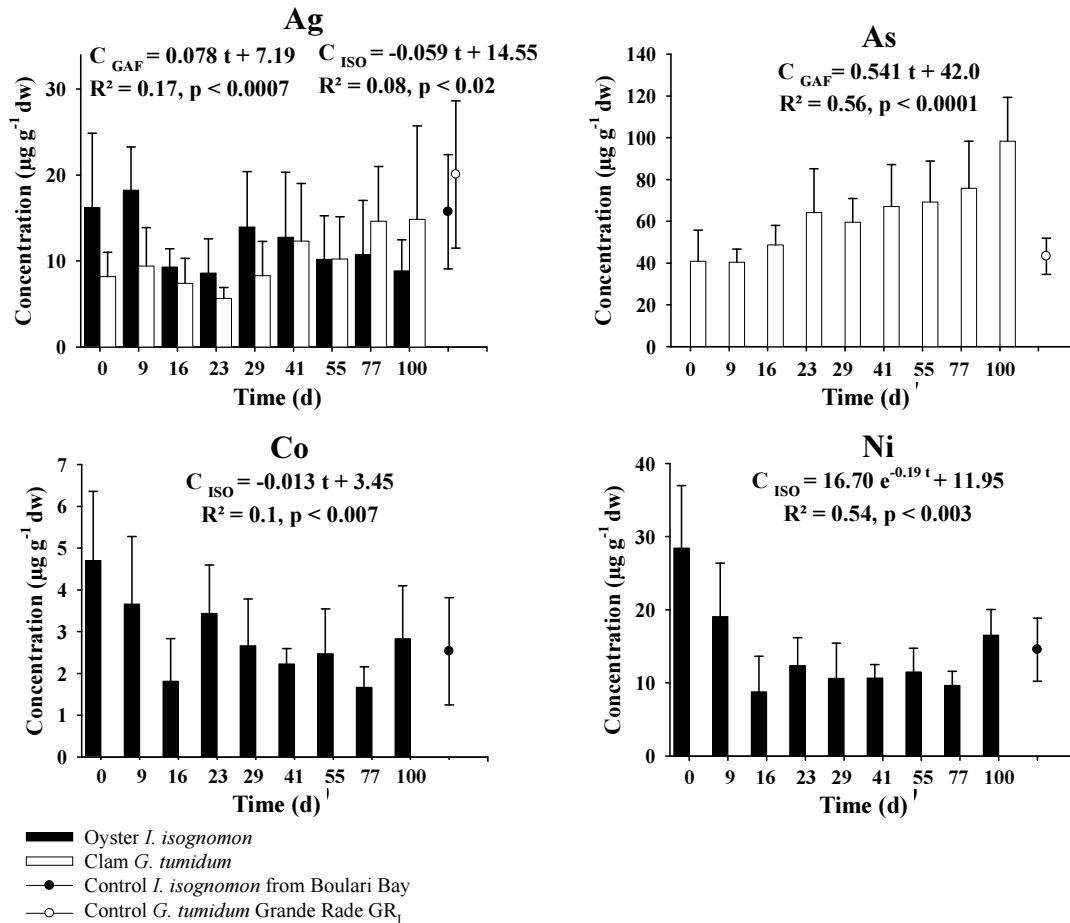 Ag
C GAF = 0.078 t + 7.19 C ISO = -0.059 t + 14.55
R² = 0.17, p < 0.0007 R² = 0.08, p < 0.02
Concentration (µg g-1 dw)
30
20
10
0
0 9 16 23 29 41 55 77 100
Time (d)
As
C GAF = 0.541 t + 42.0
R² = 0.56, p < 0.0001
Concentration (µg g-1 dw)
140
120
100
80
60
40
20
0
0 9 16 23 29 41 55 77 100
Time (d) '
Co
C ISO = -0.013 t + 3.45
R² = 0.1, p < 0.007
Concentration (µg g-1 dw)
7
6
5
4
3
2
1
0
0 9 16 23 29 41 55 77 100
Time (d) '
Ni
C ISO = 16.70 e-0.19 t + 11.95
R² = 0.54, p < 0.003
Concentration (µg g-1 dw)
40
30
20
10
0
0 9 16 23 29 41 55 77 100
Time (d) '
Oyster I. isognomon
Clam G. tumidum
Control I. isognomon from Boulari Bay
Control G. tumidum Grande Rade GRI